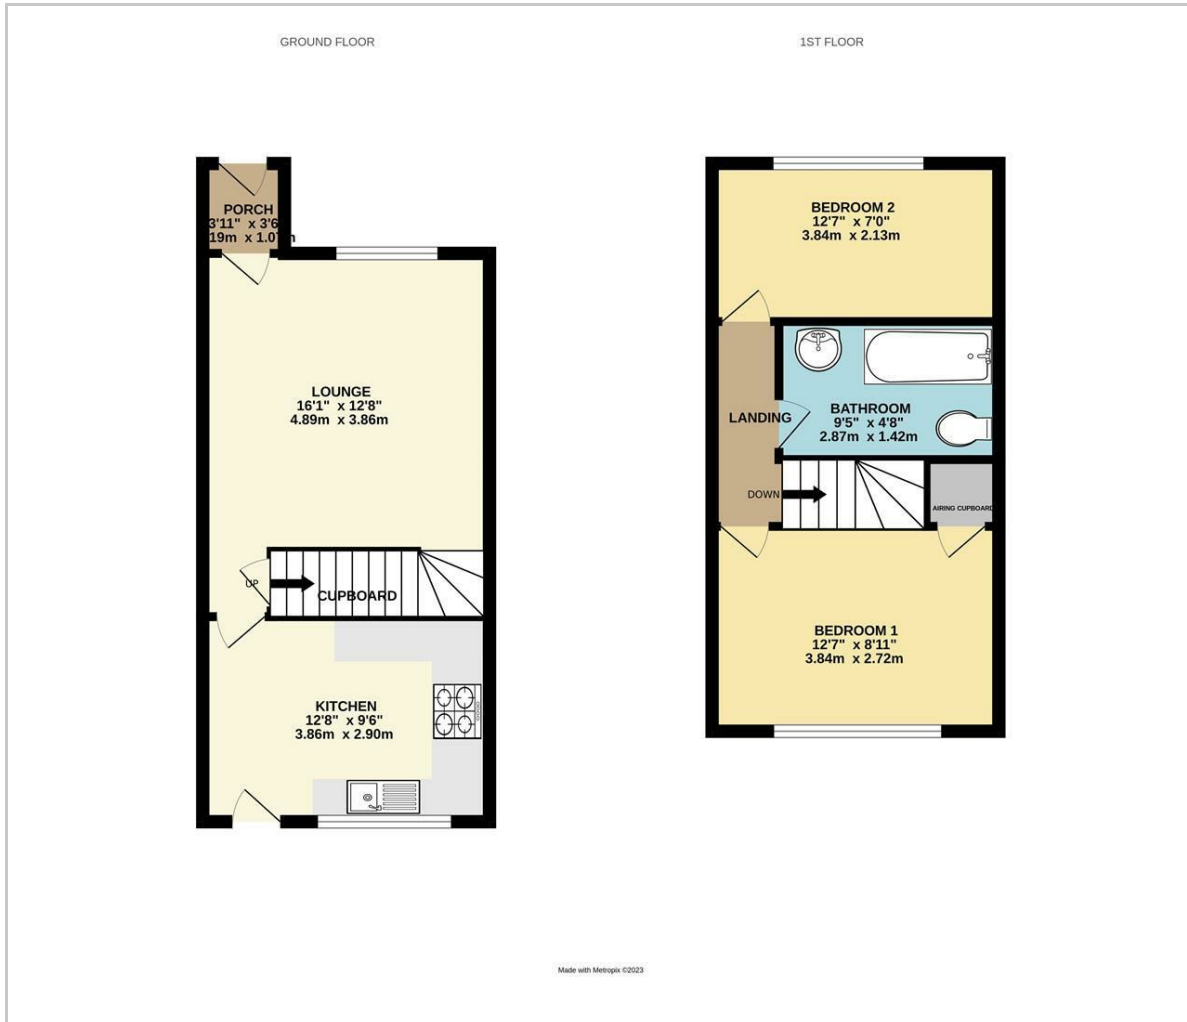 GROUND FLOOR
1ST FLOOR
PORCH
3'11" x 3'6
19m x 1.07m
LOUNGE
16'1" x 12'8"
4.89m x 3.86m
UP
CUPBOARD
KITCHEN
12'8" x 9'6"
3.86m x 2.90m
BEDROOM 2
12'7" x 7'0"
3.84m x 2.13m
LANDING
BATHROOM
9'5" x 4'8"
2.87m x 1.42m
DOWN
AIRING CUPBOARD
BEDROOM 1
12'7" x 8'11"
3.84m x 2.72m
Made with Metropix ©2023